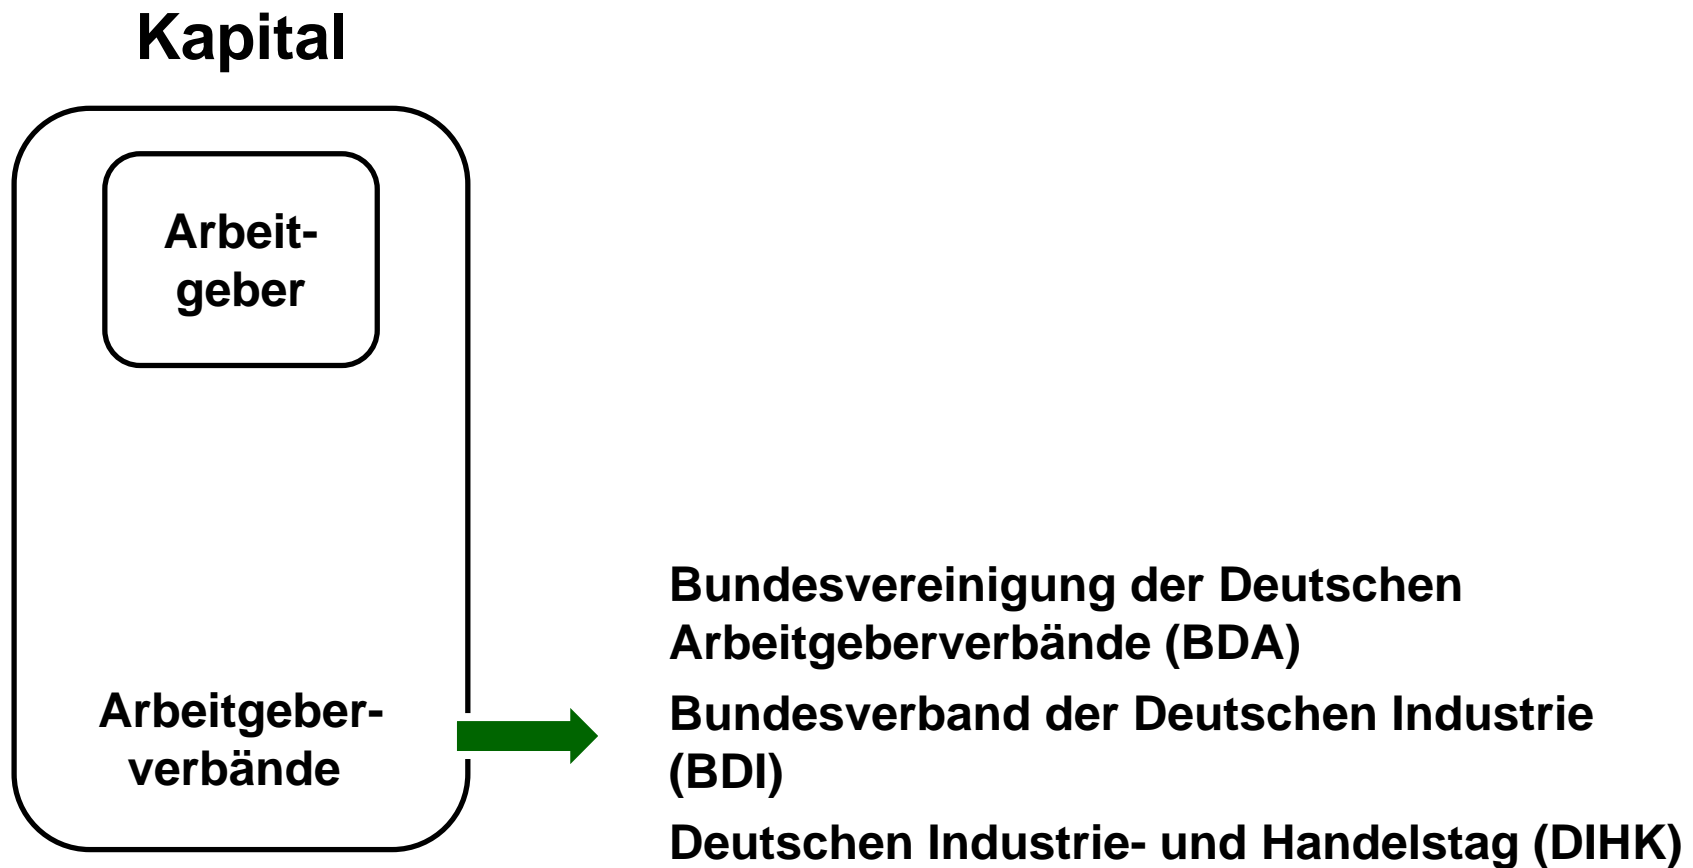 Kapital
Arbeit-
geber
Arbeitgeber-
verbände
Bundesvereinigung der Deutschen
Arbeitgeberverbände (BDA)
Bundesverband der Deutschen Industrie
(BDI)
Deutschen Industrie- und Handelstag (DIHK)